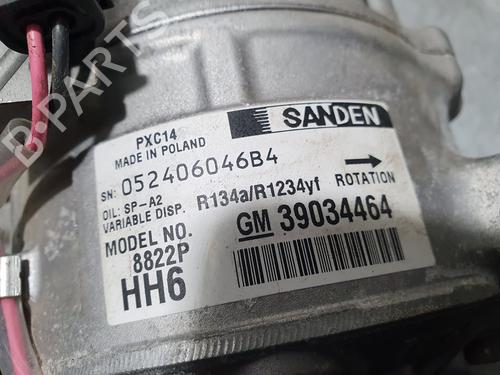 B-PARTS
PXC14
MADE IN POLAND
SANDEN
SN: 052406046B4
OIL: SP-A2
VARIABLE DISP.
R134a/R1234yf
ROTATION
MODEL NO.
8822P
GM 39034464
HH6